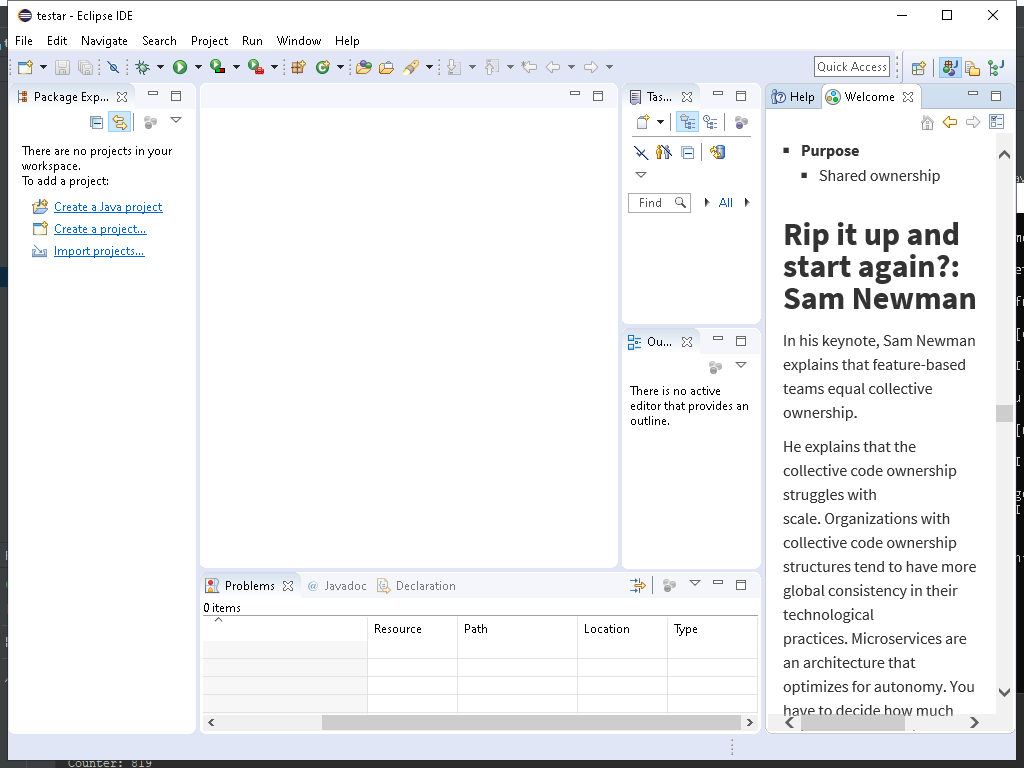 testar - Eclipse IDE
File Edit Navigate Search Project Run Window Help
Quick Access
Package Exp...
There are no projects in your
workspace.
To add a project:
Create a Java project
Create a project...
Import projects...
Tas...
Find
All
Ou...
There is no active
editor that provides an
outline.
Help
Welcome
Purpose
Shared ownership
Rip it up and
start again?:
Sam Newman
In his keynote, Sam Newman
explains that feature-based
teams equal collective
ownership.
He explains that the
collective code ownership
struggles with
scale. Organizations with
collective code ownership
structures tend to have more
global consistency in their
technological
practices. Microservices are
an architecture that
optimizes for autonomy. You
have to decide how much
Problems
@ Javadoc
Declaration
0 items
Resource Path Location Type
Counter: 819